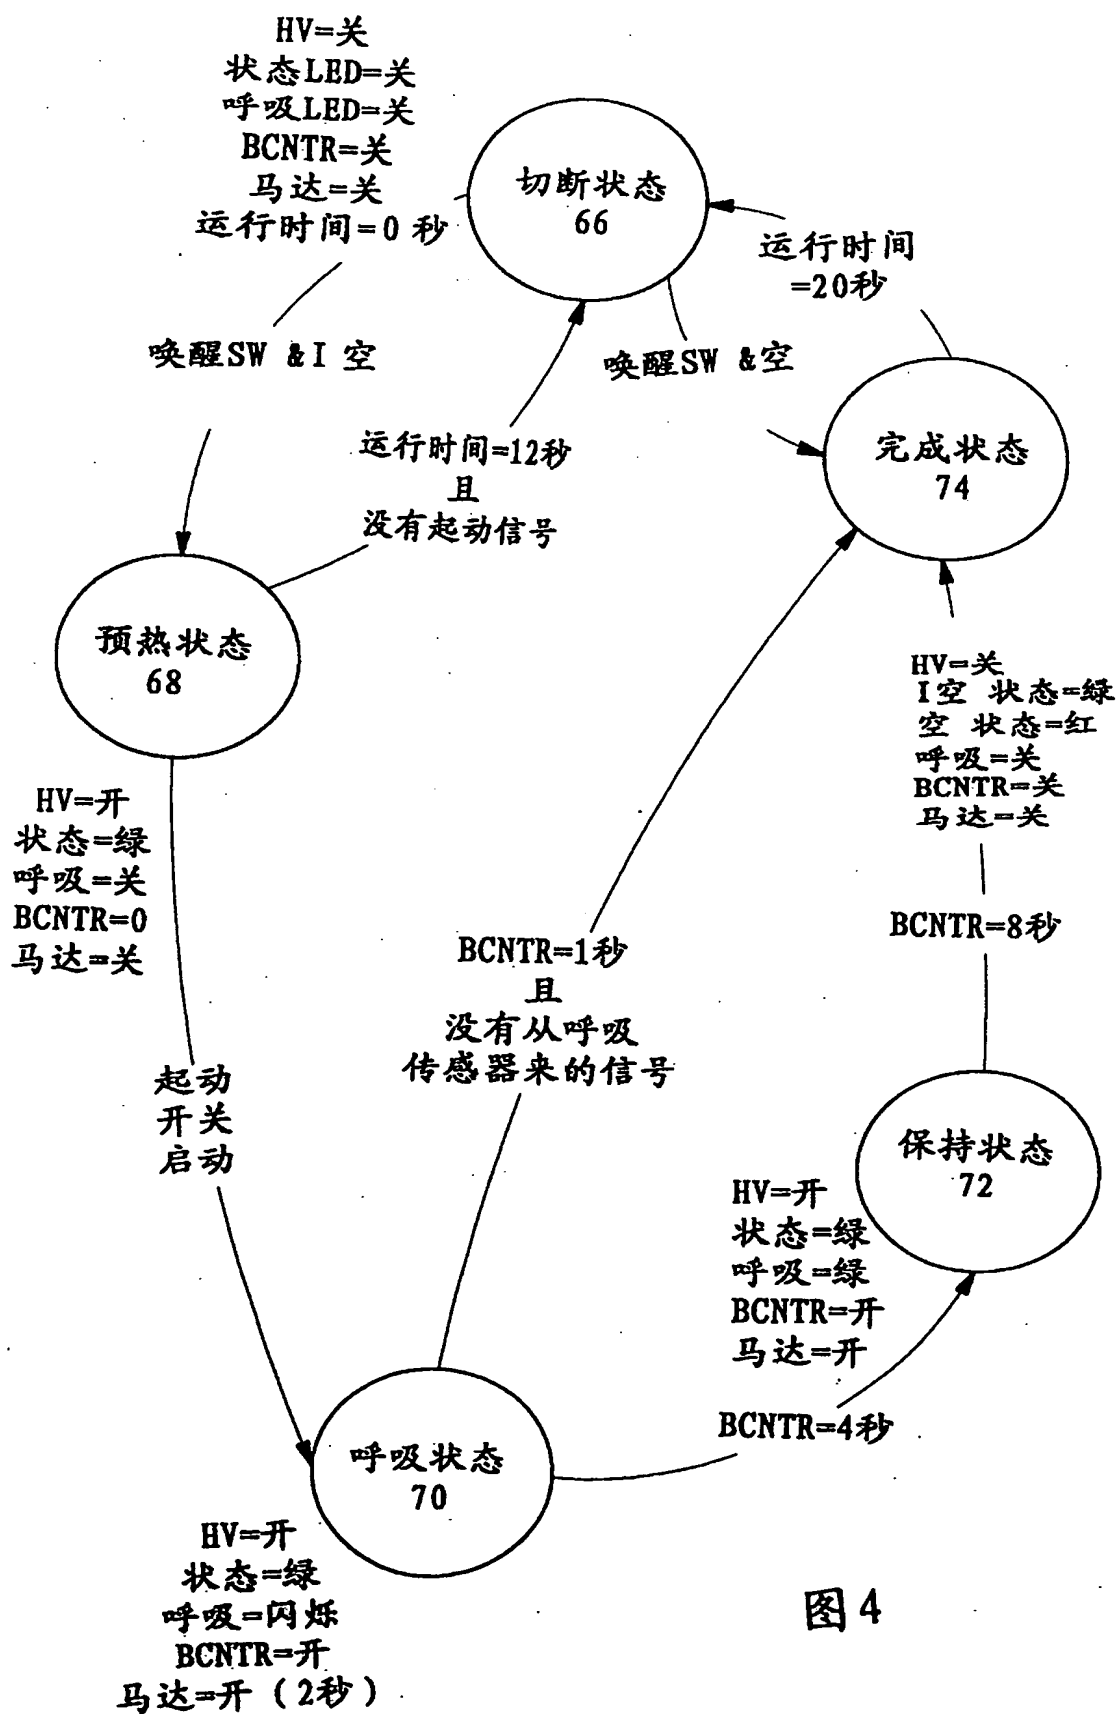 HV=关
状态LED=关
呼吸LED=关
BCNTR=关
马达=关
运行时间=0 秒
切断状态
66
运行时间
=20秒
唤醒SW &I 空
唤醒SW &空
运行时间=12秒
且
没有起动信号
完成状态
74
预热状态
68
HV=关
I空 状态=绿
空 状态=红
呼吸=关
BCNTR=关
马达=关
HV=开
状态=绿
呼吸=关
BCNTR=0
马达=关
BCNTR=8秒
BCNTR=1秒
且
没有从呼吸
传感器来的信号
起动
开关
启动
保持状态
72
HV=开
状态=绿
呼吸=绿
BCNTR=开
马达=开
BCNTR=4秒
呼吸状态
70
HV=开
状态=绿
呼吸=闪烁
BCNTR=开
马达=开（2秒）
图4